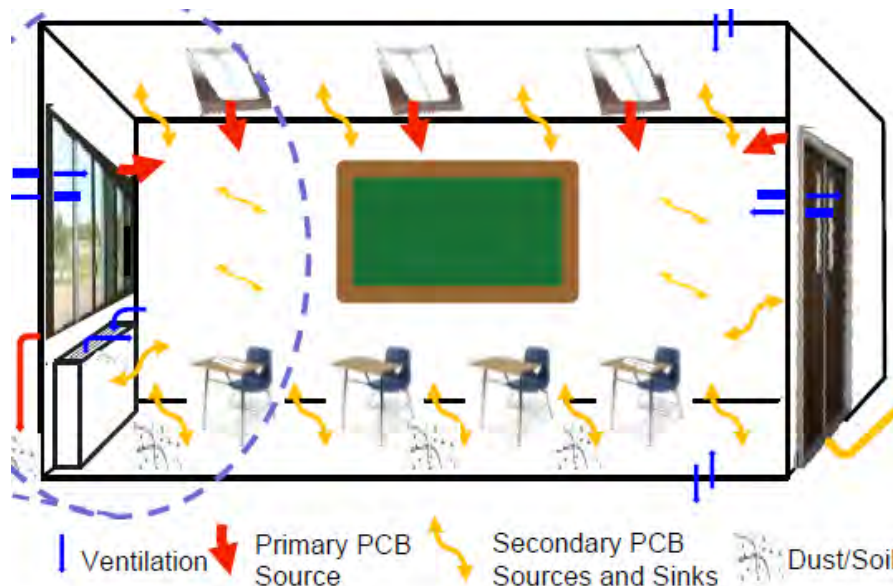 Ventilation
Primary PCB
Source
Secondary PCB
Sources and Sinks
Dust/Soil